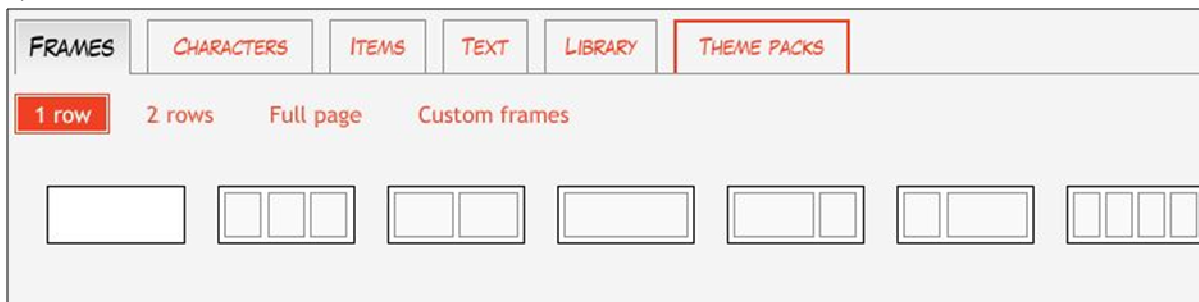 FRAMES CHARACTERS ITEMS TEXT LIBRARY THEME PACKS
1 row 2 rows Full page Custom frames